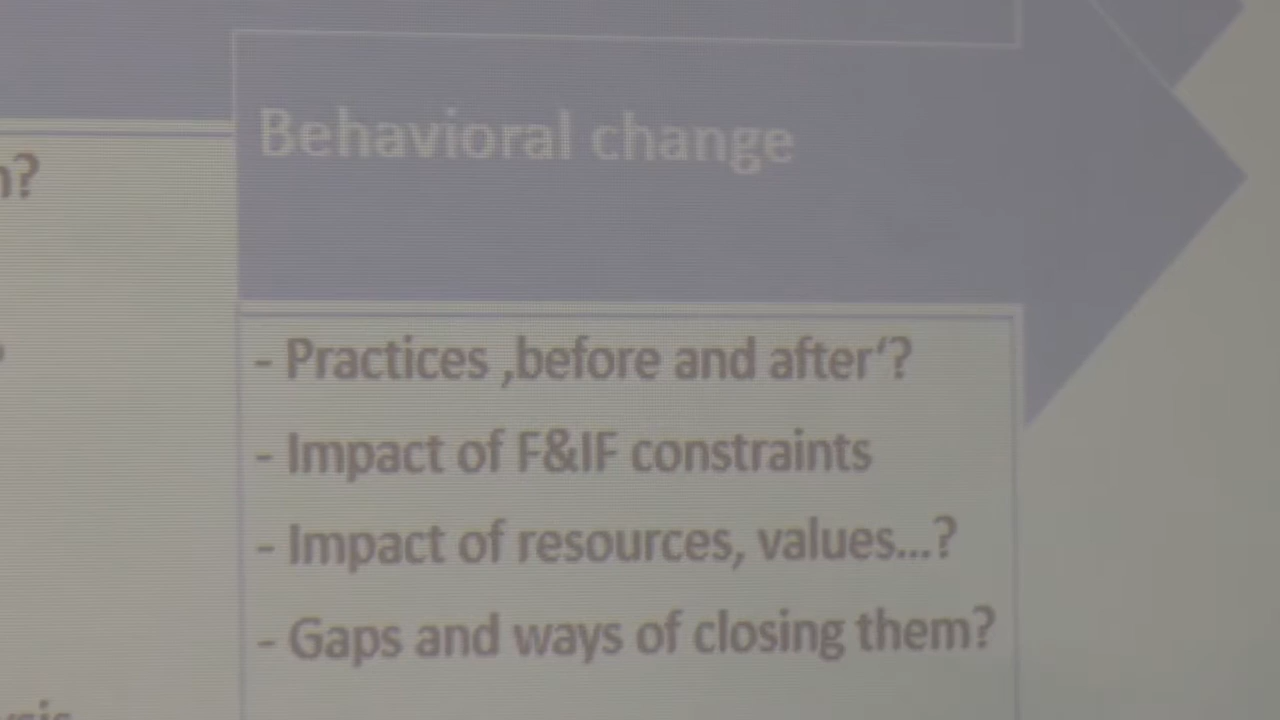 Behavioral change
- Practices ‚before and after‘?
- Impact of F&IF constraints
- Impact of resources, values...?
- Gaps and ways of closing them?